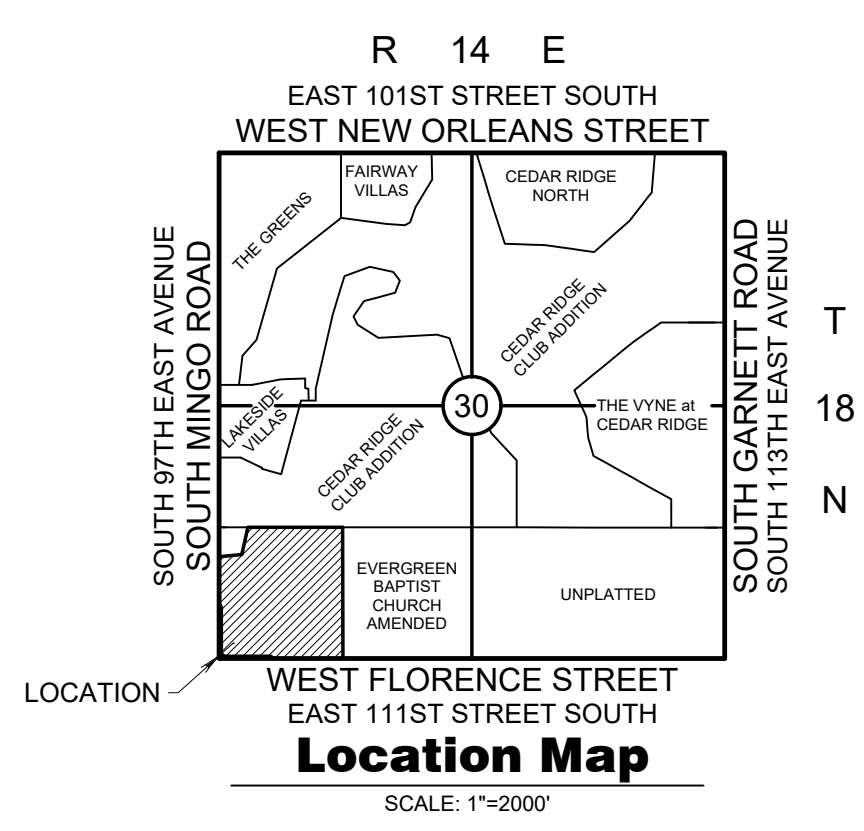 R 14 E
EAST 101ST STREET SOUTH
WEST NEW ORLEANS STREET
SOUTH 97TH EAST AVENUE
SOUTH MINGO ROAD
THE GREENS
FAIRWAY
VILLAS
CEDAR RIDGE
NORTH
CEDAR RIDGE
CLUB ADDITION
LAKESIDE
VILLAS
30
THE VYNE at
CEDAR RIDGE
CEDAR RIDGE
CLUB ADDITION
EVERGREEN
BAPTIST
CHURCH
AMENDED
UNPLATTED
SOUTH GARNETT ROAD
SOUTH 113TH EAST AVENUE
T
18
N
LOCATION
WEST FLORENCE STREET
EAST 111ST STREET SOUTH
Location Map
SCALE: 1"=2000'